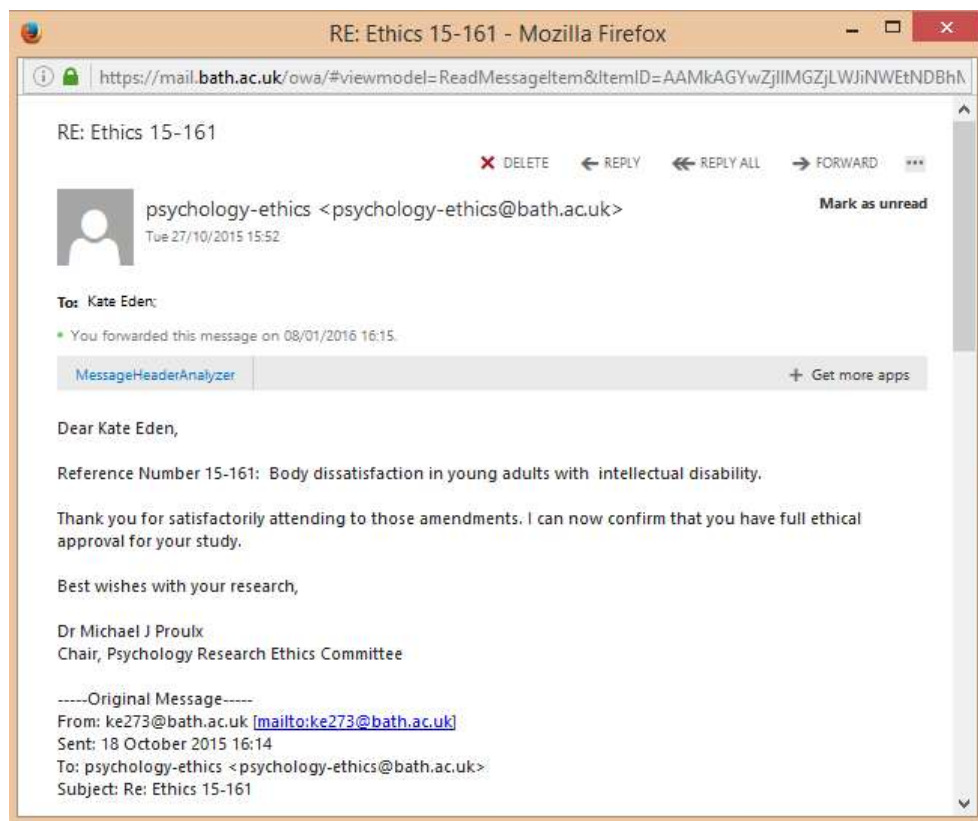 RE: Ethics 15-161 - Mozilla Firefox
https://mail.bath.ac.uk/owa/#viewmodel=ReadMessageItem&ItemID=
RE: Ethics 15-161
DELETE REPLY REPLY ALL FORWARD ...
psychology-ethics <psychology-ethics@bath.ac.uk> Mark as unread
Tue 27/10/2015 15:52
To: Kate Eden;
You forwarded this message on 08/01/2016 16:15.
MessageHeaderAnalyzer + Get more apps
Dear Kate Eden,
Reference Number 15-161:  Body dissatisfaction in young adults with  intellectual disability.
Thank you for satisfactorily attending to those amendments. I can now confirm that you have full ethical
approval for your study.
Best wishes with your research,
Dr Michael J Proulx
Chair, Psychology Research Ethics Committee
-----Original Message-----
From: ke273@bath.ac.uk [mailto:ke273@bath.ac.uk]
Sent: 18 October 2015 16:14
To: psychology-ethics <psychology-ethics@bath.ac.uk>
Subject: Re: Ethics 15-161